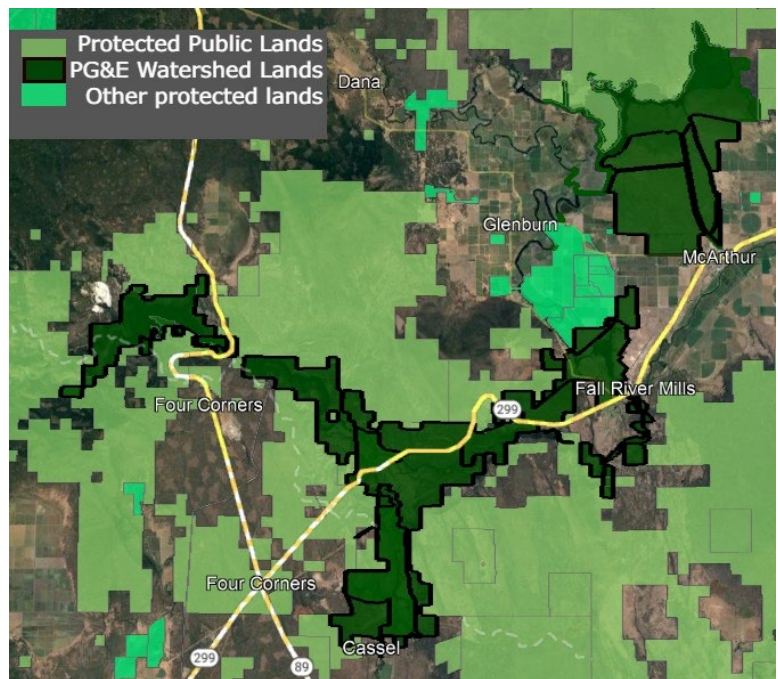 Protected Public Lands
PG&E Watershed Lands
Other protected lands
Dana
Glenburn
McArthur
Four Corners
299
Fall River Mills
Four Corners
Cassel
299
89